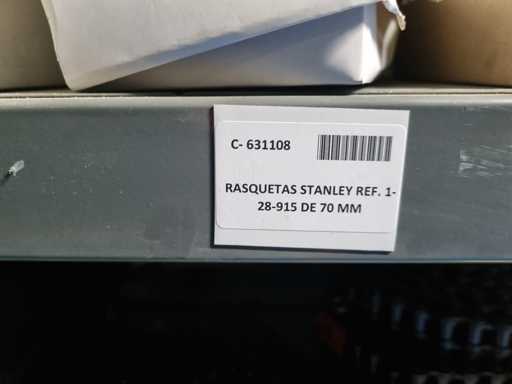 C- 631108
RASQUETAS STANLEY REF. 1-
28-915 DE 70 MM